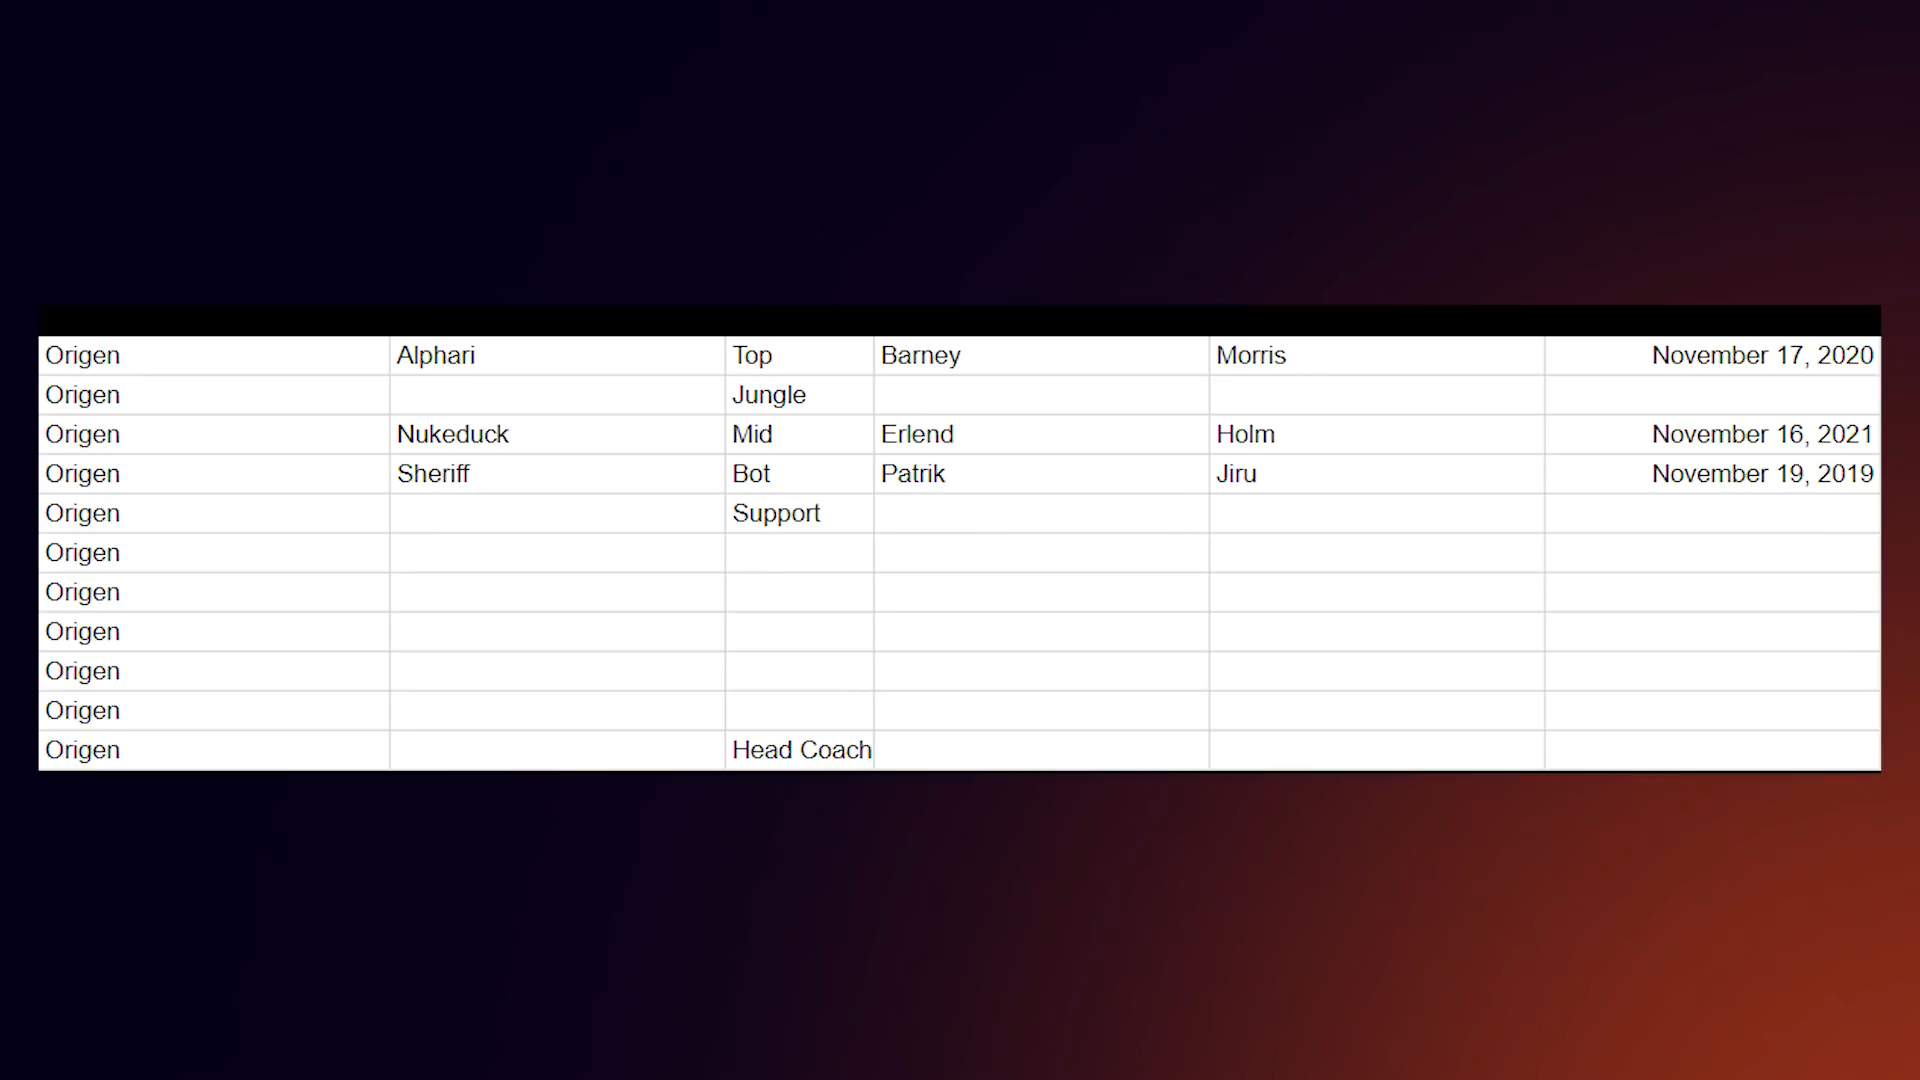 Origen Alphari Top Barney Morris November 17, 2020
Origen Jungle
Origen Nukeduck Mid Erlend Holm November 16, 2021
Origen Sheriff Bot Patrik Jiru November 19, 2019
Origen Support
Origen
Origen
Origen
Origen
Origen
Origen Head Coach